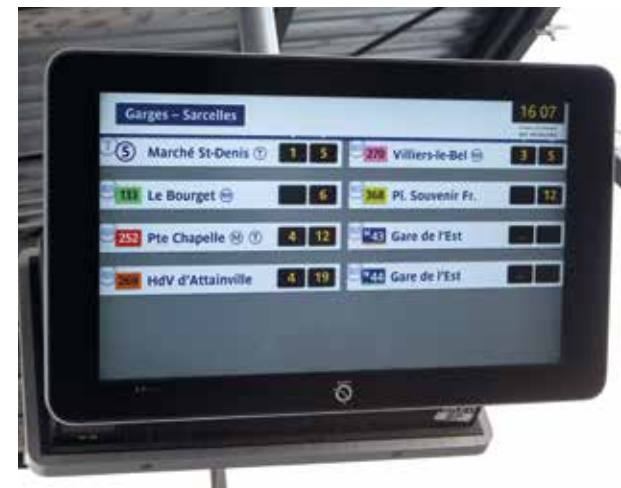 Garges – Sarcelles
16 07
T 5 Marché St-Denis T 1 5
133 Le Bourget 6
252 Pte Chapelle M T 4 12
269 HdV d'Attainville 4 19
270 Villiers-le-Bel 3 5
368 Pl. Souvenir Fr. 12
N43 Gare de l'Est
N44 Gare de l'Est